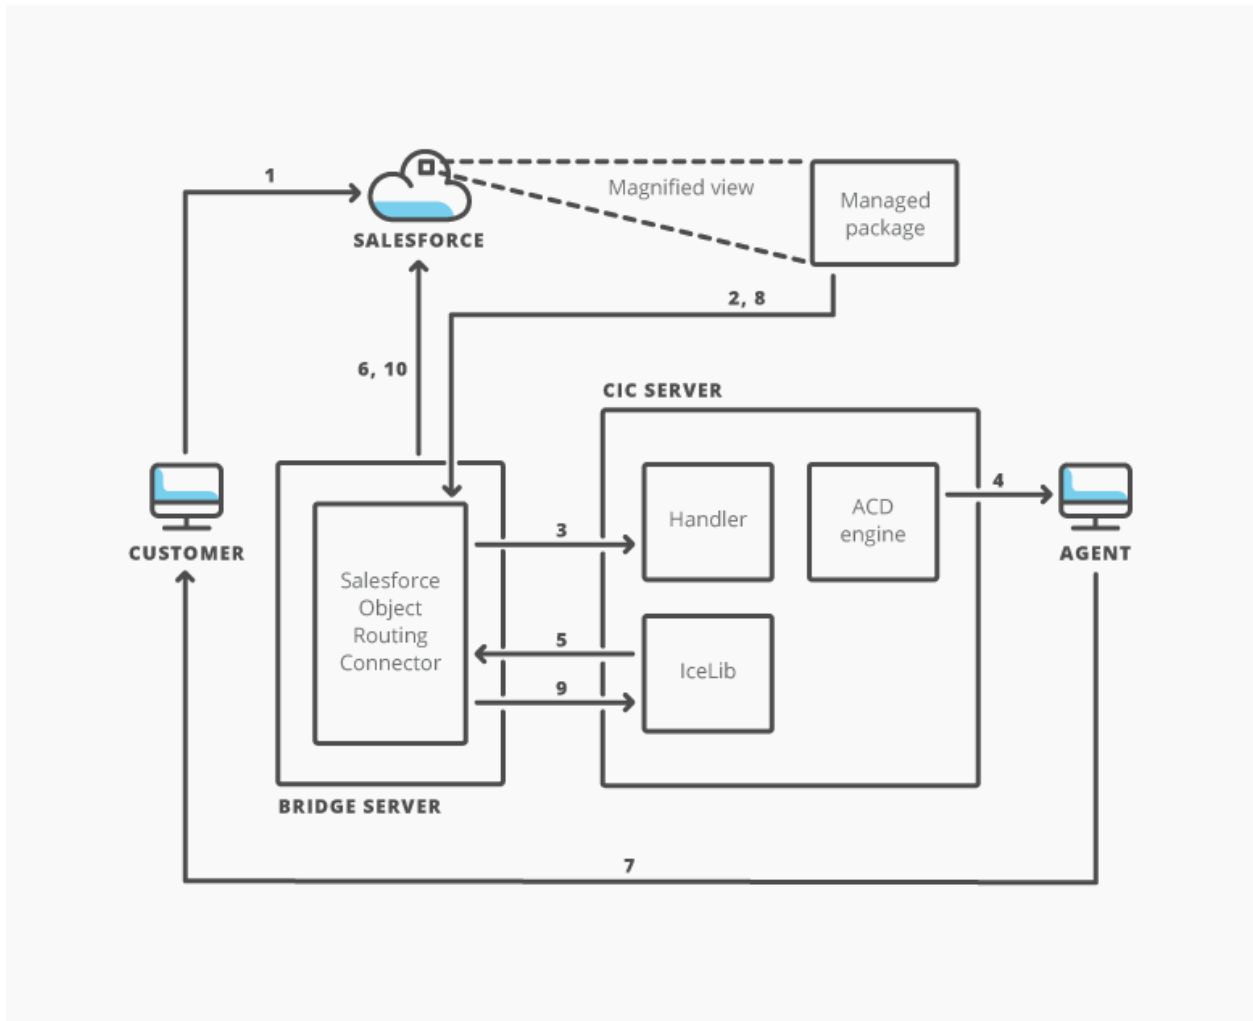 1
Magnified view
Managed
package
SALESFORCE
2, 8
6, 10
CIC SERVER
4
Handler
ACD
engine
3
CUSTOMER
AGENT
Salesforce
Object
Routing
Connector
5
IceLib
9
BRIDGE SERVER
7